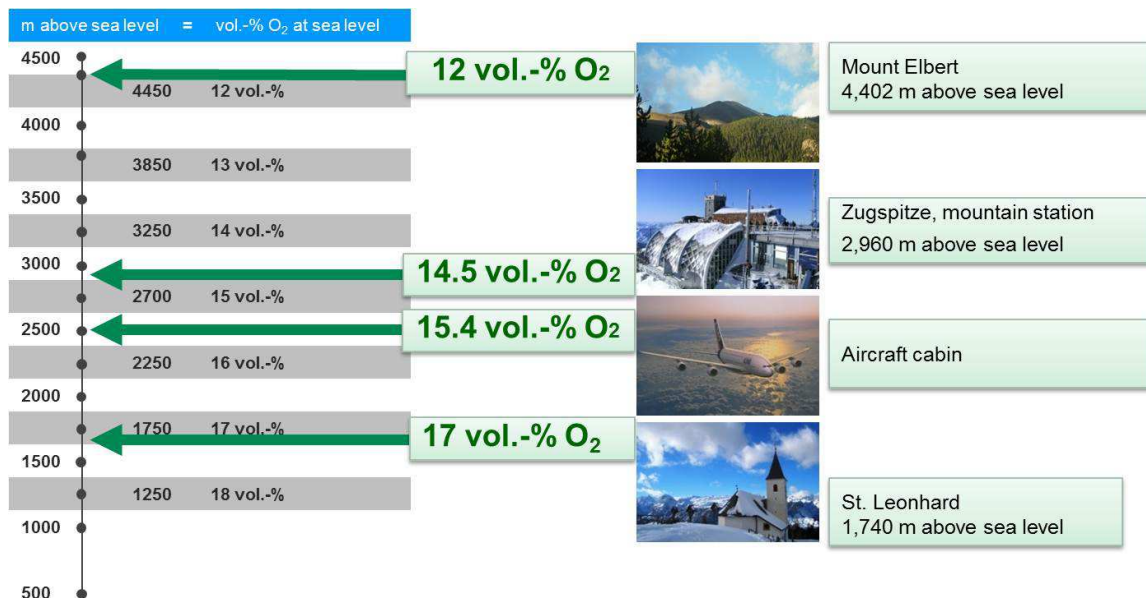 m above sea level = vol.-% O₂ at sea level
4500
4450 12 vol.-%
4000
3850 13 vol.-%
3500
3250 14 vol.-%
3000
2700 15 vol.-%
2500
2250 16 vol.-%
2000
1750 17 vol.-%
1500
1250 18 vol.-%
1000
500
12 vol.-% O₂
14.5 vol.-% O₂
15.4 vol.-% O₂
17 vol.-% O₂
Mount Elbert
4,402 m above sea level
Zugspitze, mountain station
2,960 m above sea level
Aircraft cabin
St. Leonhard
1,740 m above sea level